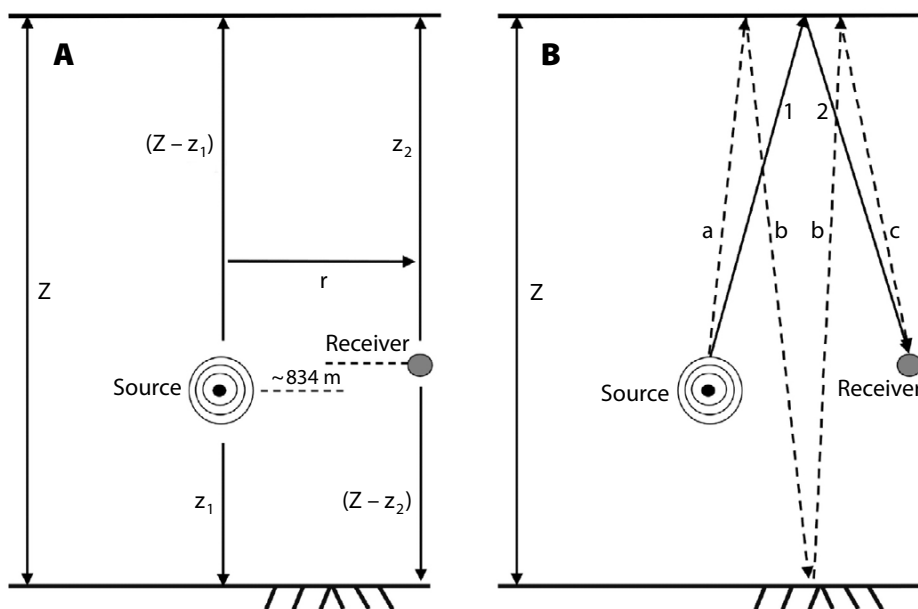 A
(Z – z₁)
z₂
Z
r
Receiver
~834 m
Source
z₁
(Z – z₂)
B
1
2
a
b
b
c
Z
Source
Receiver